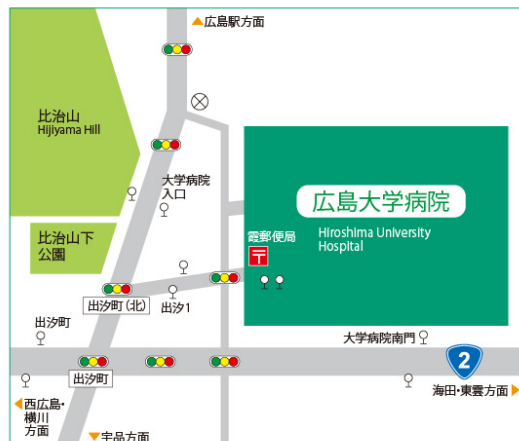 ▲広島駅方面
比治山
Hijiyama Hill
大学病院
入口
広島大学病院
Hiroshima University
Hospital
霞郵便局
〒
比治山下
公園
出汐町(北)
出汐1
出汐町
大学病院南門
2
出汐町
海田・東雲方面▶
◀西広島・
横川
方面
▼宇品方面